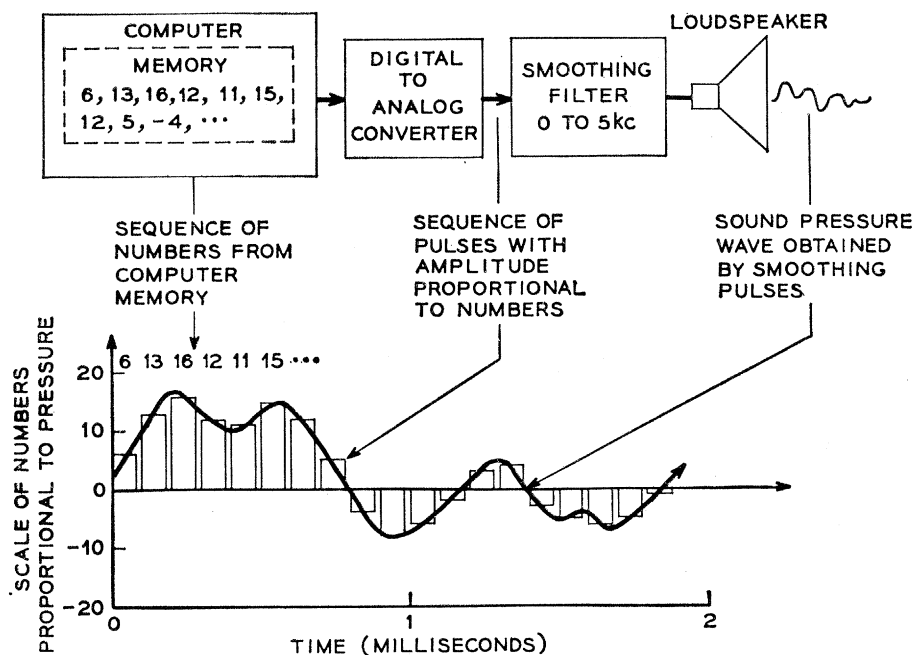 COMPUTER
MEMORY
6, 13, 16, 12, 11, 15,
12, 5, -4, ...
DIGITAL
TO
ANALOG
CONVERTER
SMOOTHING
FILTER
0 TO 5kc
LOUDSPEAKER
SEQUENCE OF
NUMBERS FROM
COMPUTER
MEMORY
SEQUENCE OF
PULSES WITH
AMPLITUDE
PROPORTIONAL
TO NUMBERS
SOUND PRESSURE
WAVE OBTAINED
BY SMOOTHING
PULSES
SCALE OF NUMBERS
PROPORTIONAL TO PRESSURE
6 13 16 12 11 15 ....
20
10
0
-10
-20
0 1 2
TIME (MILLISECONDS)